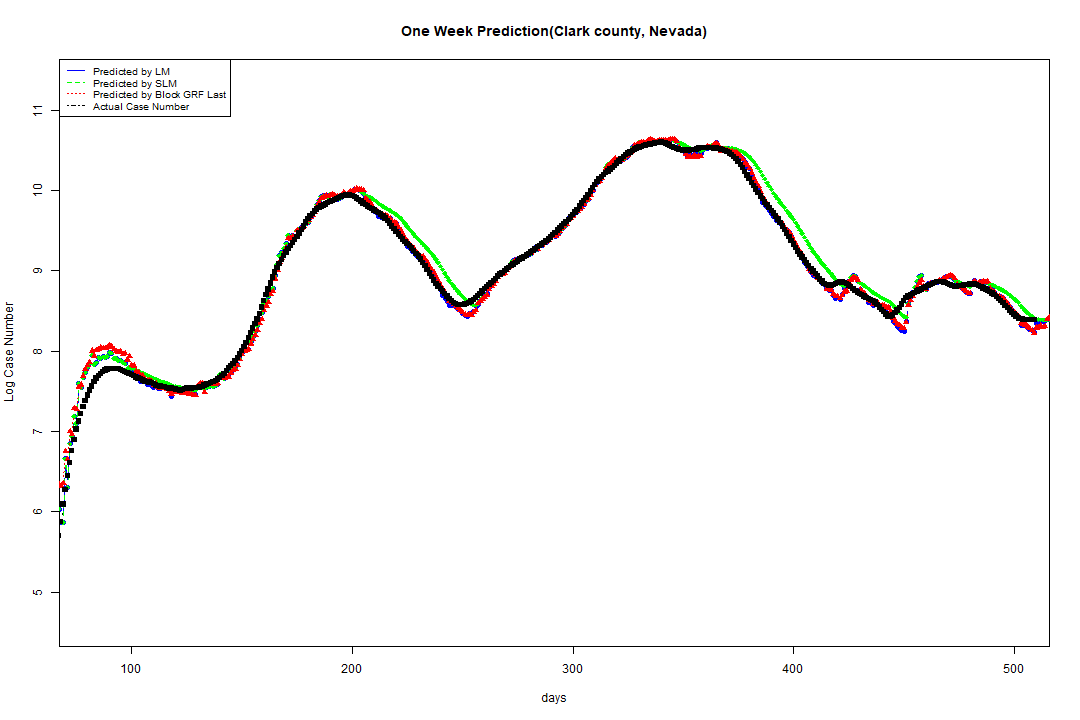 One Week Prediction(Clark county, Nevada)
Predicted by LM
Predicted by SLM
Predicted by Block GRF Last
Actual Case Number
11
10
9
8
7
6
5
Log Case Number
100 200 300 400 500
days